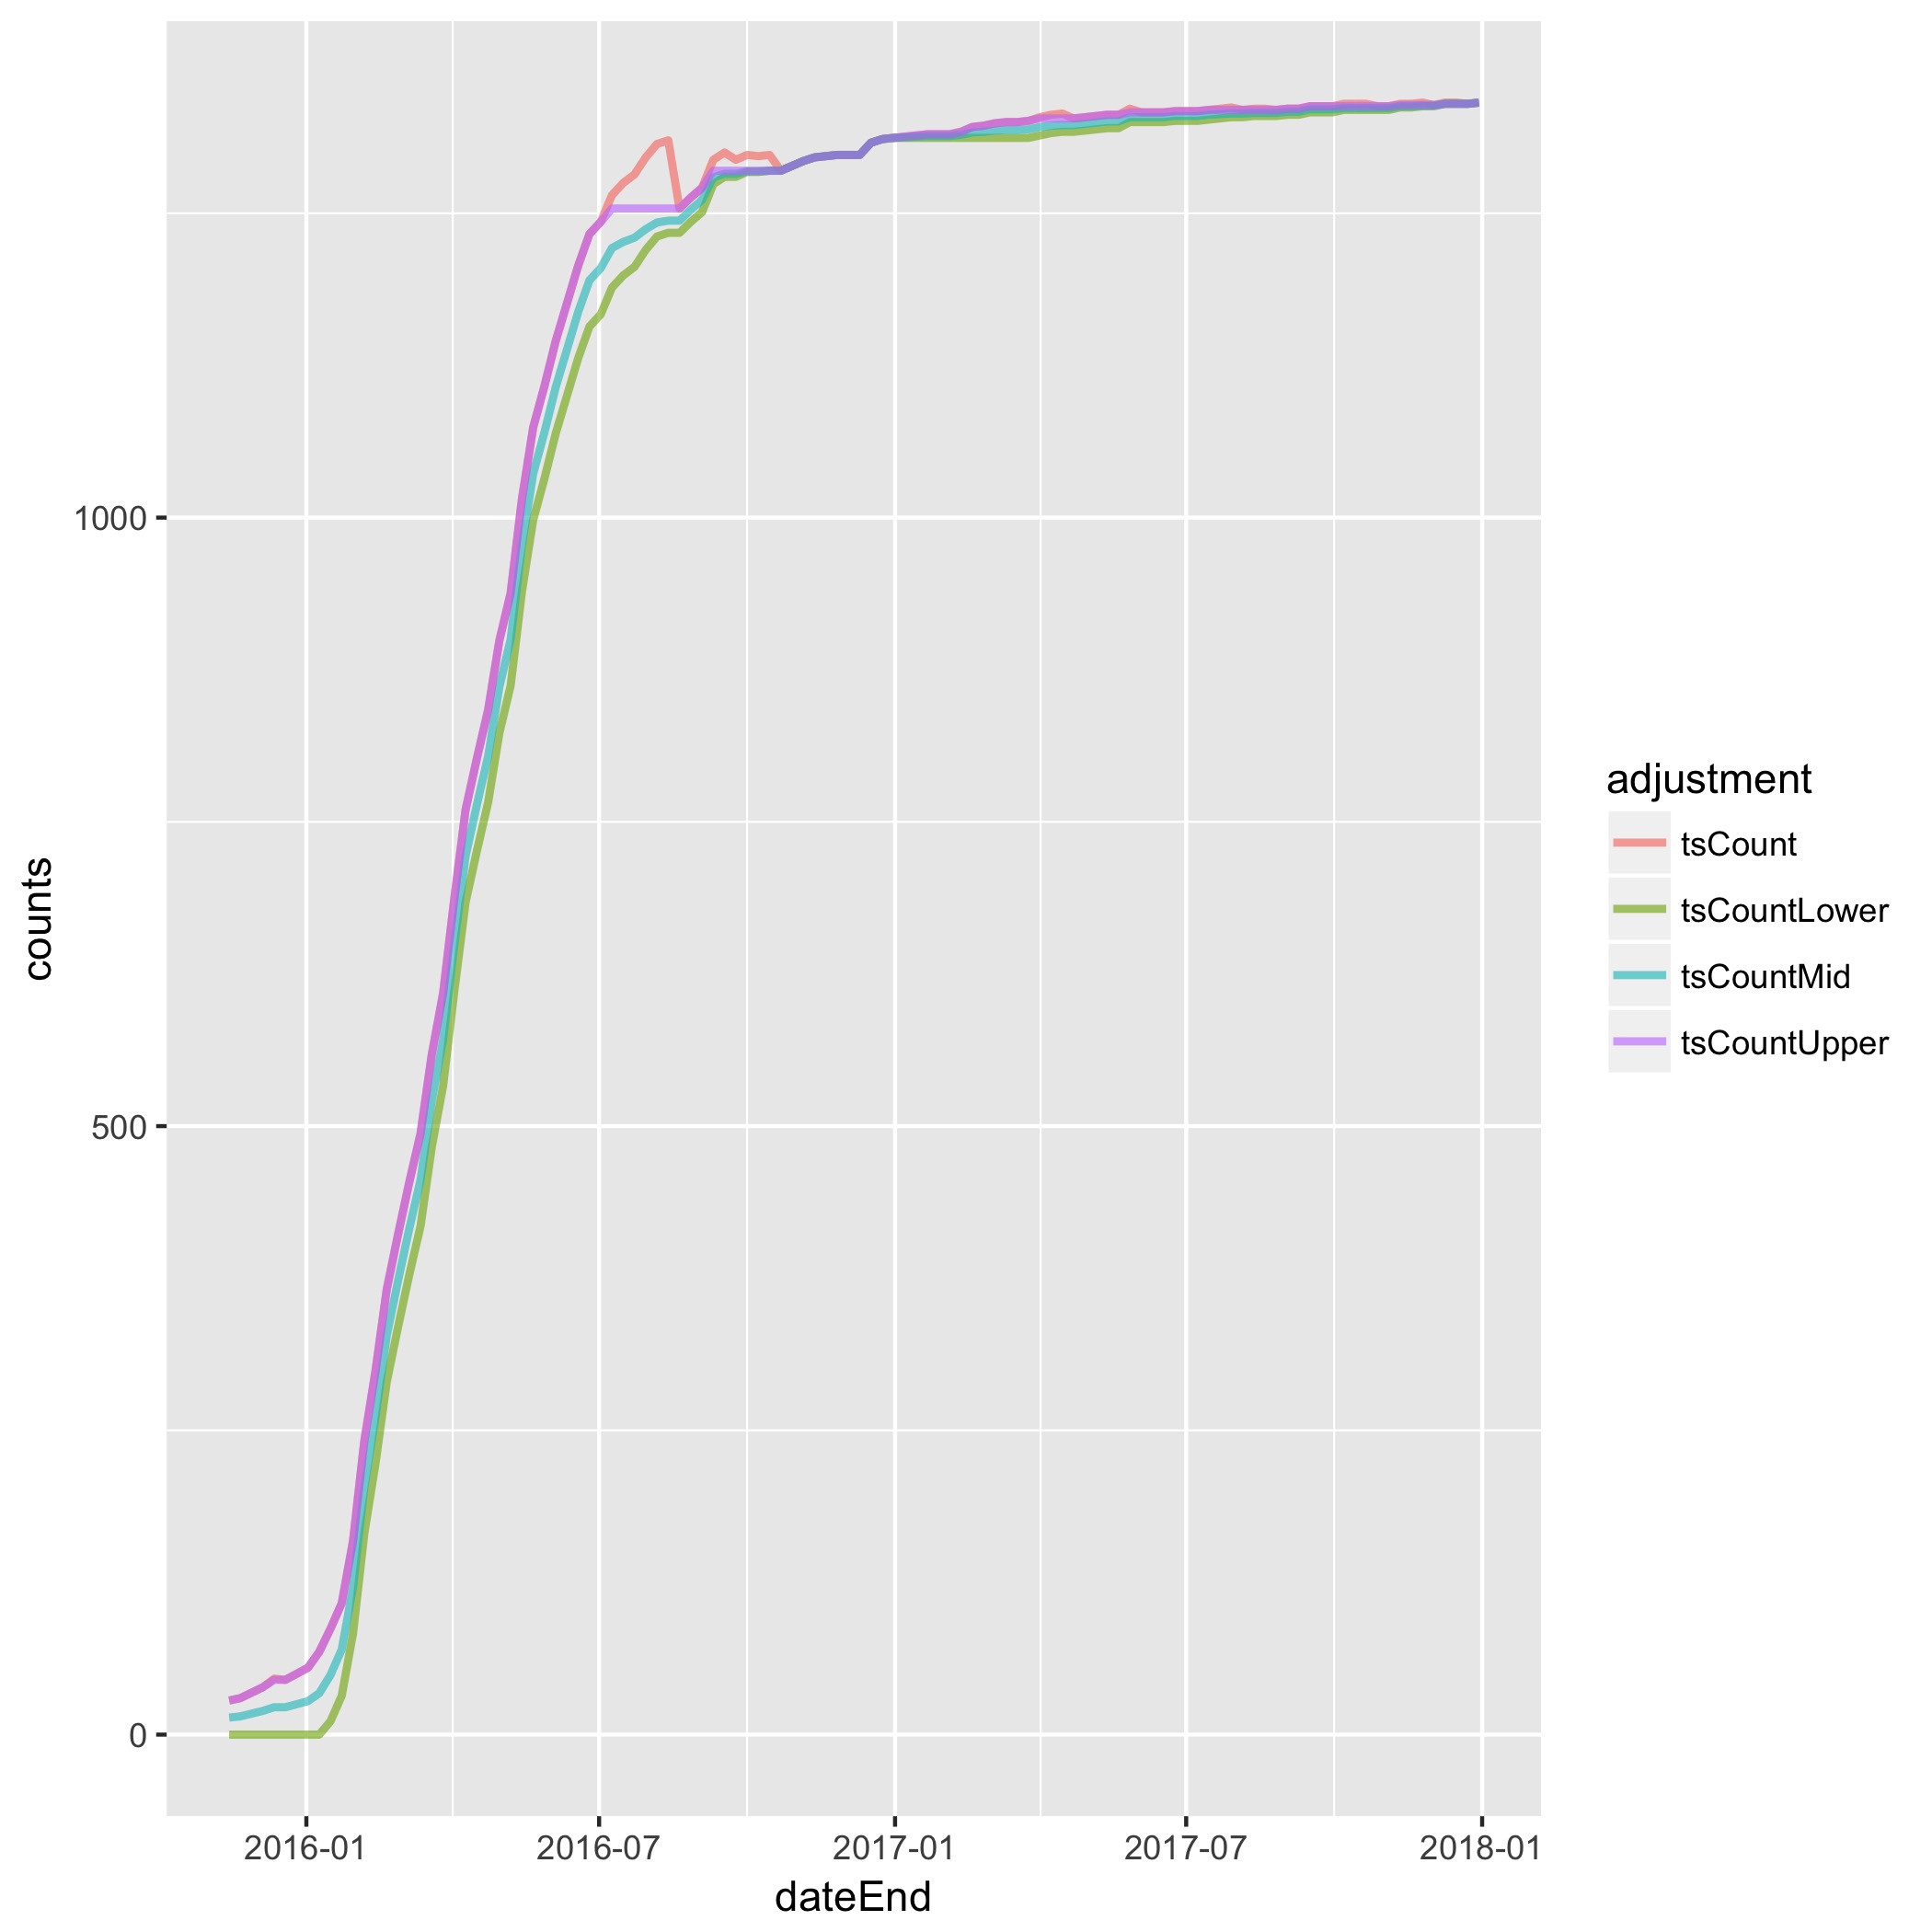 1000
500
0
counts
2016-01
2016-07
2017-01
2017-07
2018-01
dateEnd
adjustment
tsCount
tsCountLower
tsCountMid
tsCountUpper